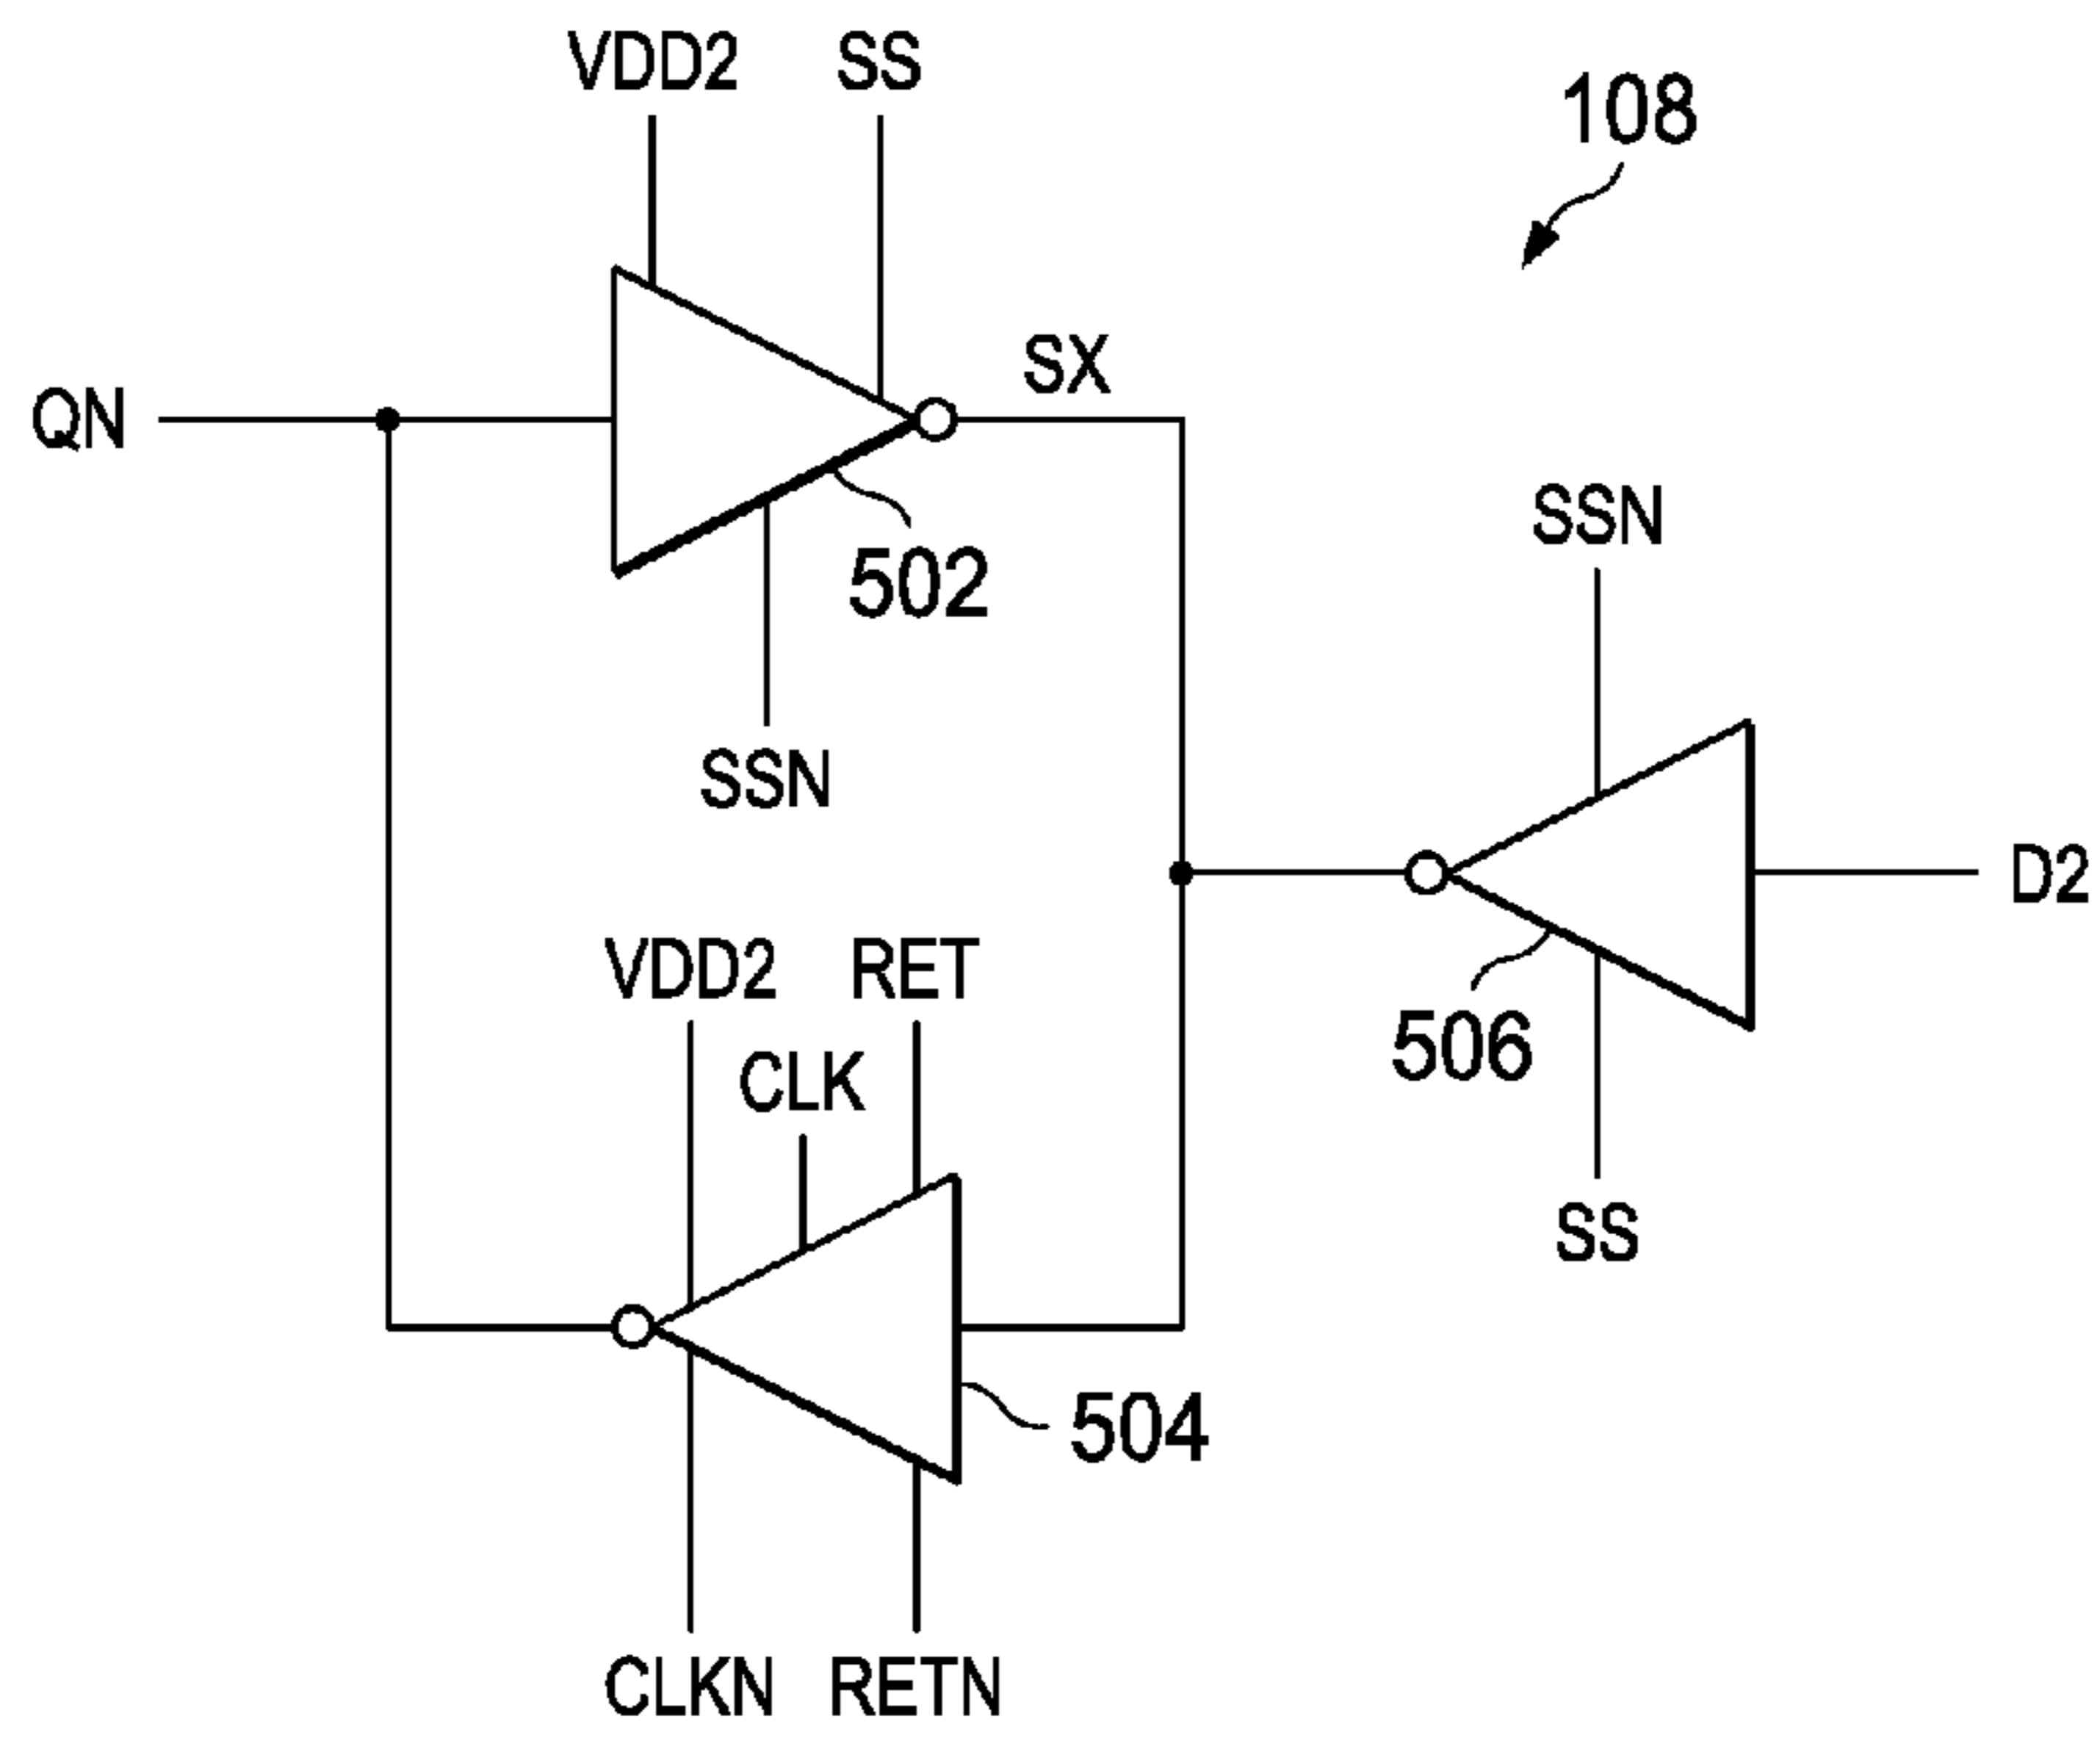 VDD2 SS
108
SX
QN
SSN
502
SSN
D2
VDD2 RET
506
CLK
SS
504
CLKN RETN